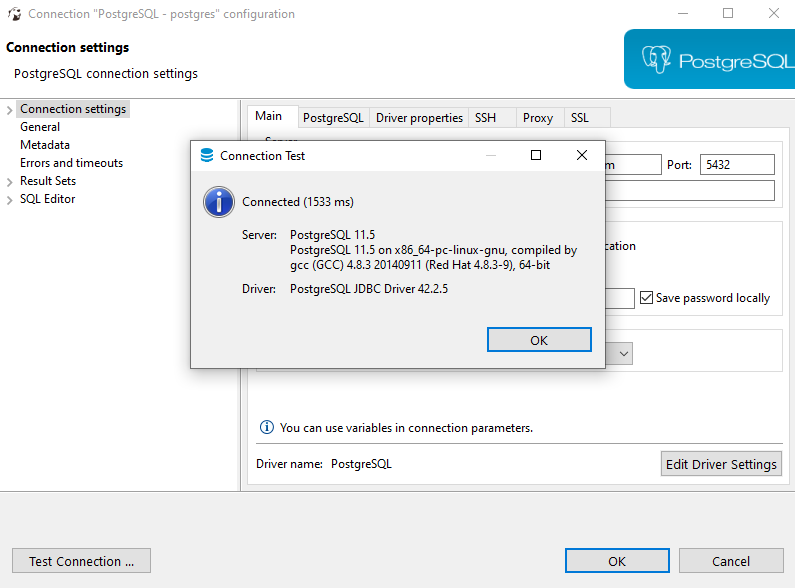 Connection "PostgreSQL - postgres" configuration
Connection settings
PostgreSQL connection settings
PostgreSQL
Connection settings
General
Metadata
Errors and timeouts
Result Sets
SQL Editor
Main PostgreSQL Driver properties SSH Proxy SSL
Server
Port: 5432
Connection Test
Connected (1533 ms)
Server: PostgreSQL 11.5
PostgreSQL 11.5 on x86_64-pc-linux-gnu, compiled by
gcc (GCC) 4.8.3 20140911 (Red Hat 4.8.3-9), 64-bit
Driver: PostgreSQL JDBC Driver 42.2.5
OK
Save password locally
You can use variables in connection parameters.
Driver name: PostgreSQL
Edit Driver Settings
Test Connection ...
OK
Cancel